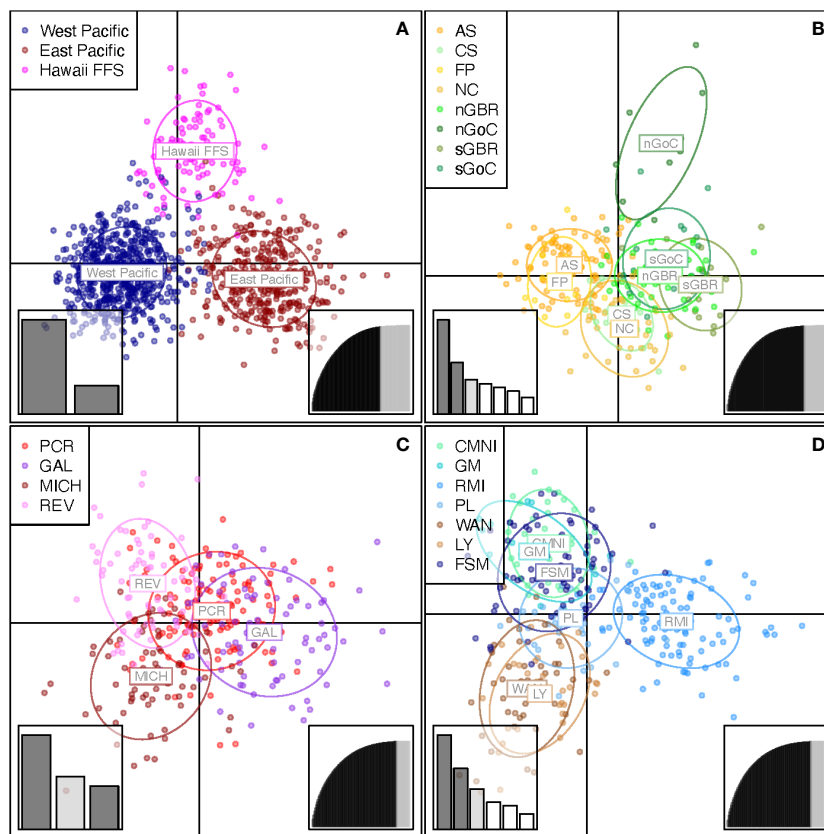 A
West Pacific
East Pacific
Hawaii FFS
Hawaii FFS
West Pacific
East Pacific
B
AS
CS
FP
NC
nGBR
nGoC
sGBR
sGoC
nGoC
AS
sGoC
FP
nGBR
sGBR
CS
NC
C
PCR
GAL
MICH
REV
REV
PCR
GAL
MICH
D
CMNI
GM
RMI
PL
WAN
LY
FSM
CMNI
GM
FSM
PL
RMI
WAN
LY